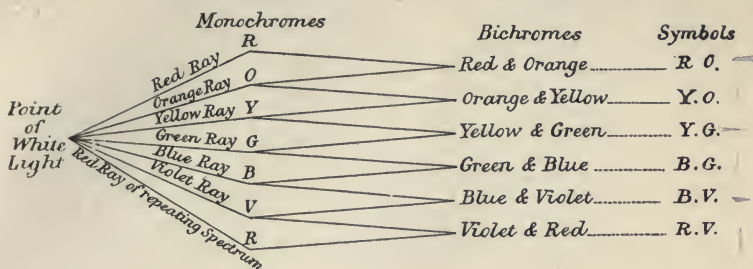 Monochromes
Bichromes
Symbols
Point
of
White
Light
Red Ray
R
Orange Ray
O
Yellow Ray
Y
Green Ray
G
Blue Ray
B
Violet Ray
V
Red Ray of repeating Spectrum
R
Red & Orange R O.
Orange & Yellow Y. O.
Yellow & Green Y. G.
Green & Blue B. G.
Blue & Violet B. V.
Violet & Red R. V.